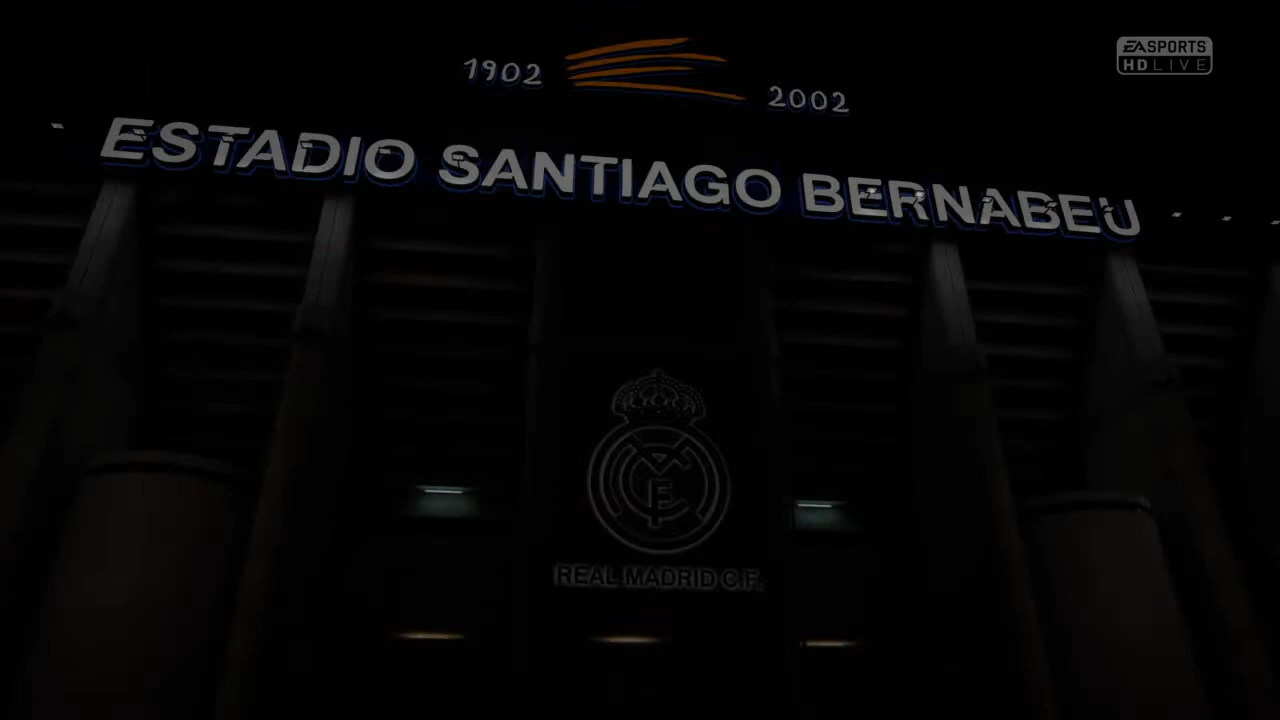 EA SPORTS
HD LIVE
1902
2002
ESTADIO SANTIAGO BERNABEU
REAL MADRID C.F.